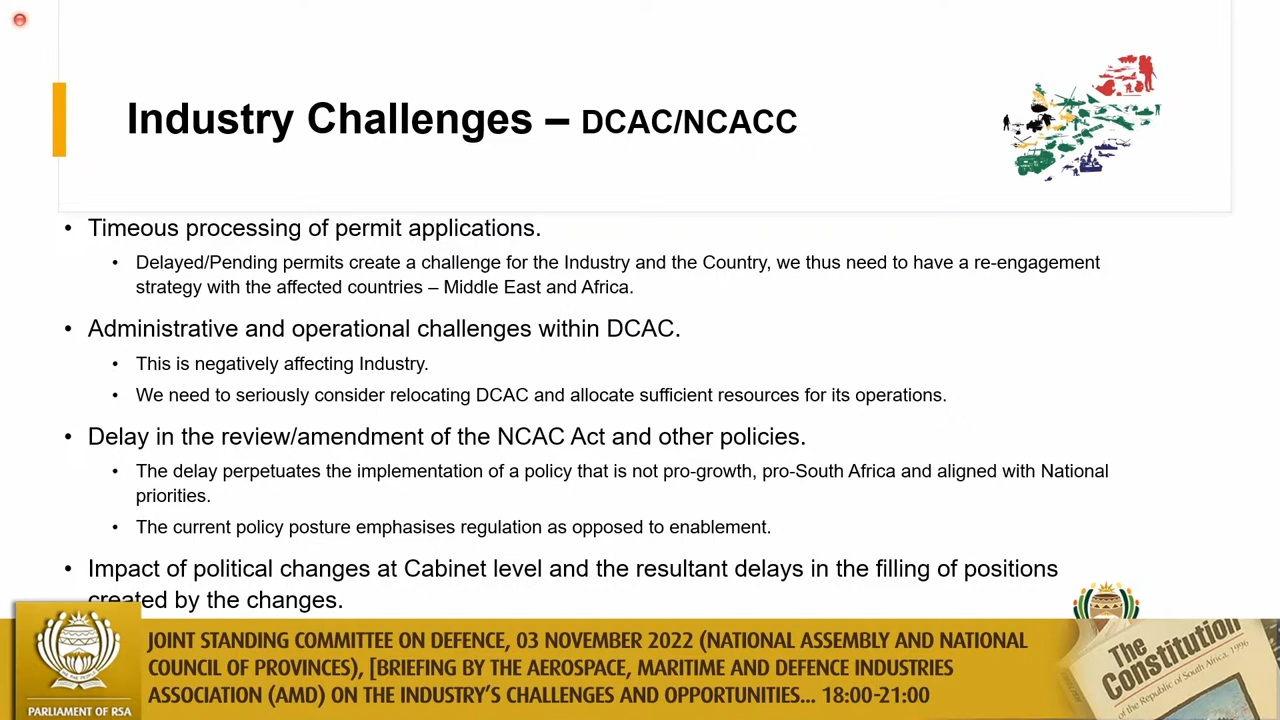 Industry Challenges – DCAC/NCACC
• Timeous processing of permit applications.
• Delayed/Pending permits create a challenge for the Industry and the Country, we thus need to have a re-engagement
strategy with the affected countries – Middle East and Africa.
• Administrative and operational challenges within DCAC.
• This is negatively affecting Industry.
• We need to seriously consider relocating DCAC and allocate sufficient resources for its operations.
• Delay in the review/amendment of the NCAC Act and other policies.
• The delay perpetuates the implementation of a policy that is not pro-growth, pro-South Africa and aligned with National
priorities.
• The current policy posture emphasises regulation as opposed to enablement.
• Impact of political changes at Cabinet level and the resultant delays in the filling of positions
created by the changes.
JOINT STANDING COMMITTEE ON DEFENCE, 03 NOVEMBER 2022 (NATIONAL ASSEMBLY AND NATIONAL
COUNCIL OF PROVINCES), [BRIEFING BY THE AEROSPACE, MARITIME AND DEFENCE INDUSTRIES
ASSOCIATION (AMD) ON THE INDUSTRY'S CHALLENGES AND OPPORTUNITIES... 18:00-21:00
PARLIAMENT OF RSA
The
Constitution
of the Republic of South Africa, 1996